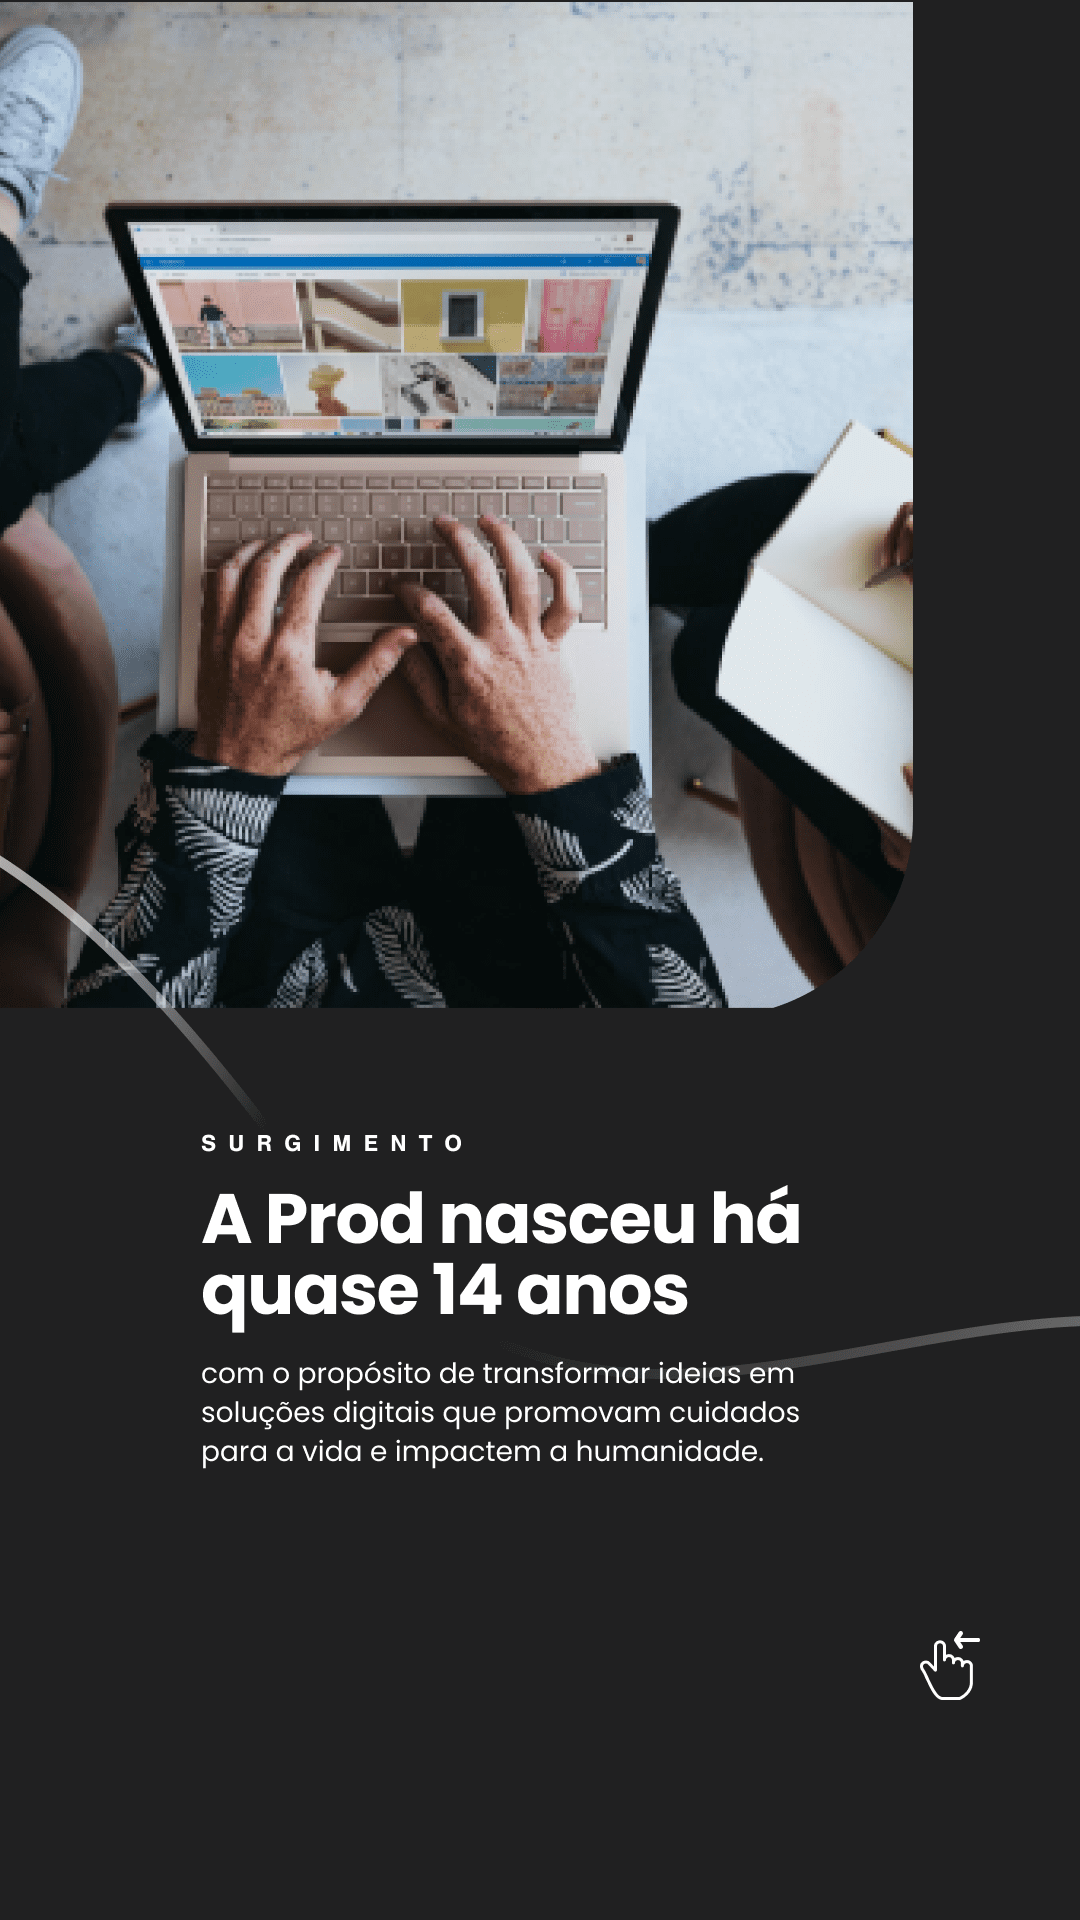 SURGIMENTO
A Prod nasceu há
quase 14 anos
com o propósito de transformar ideias em
soluções digitais que promovam cuidados
para a vida e impactem a humanidade.